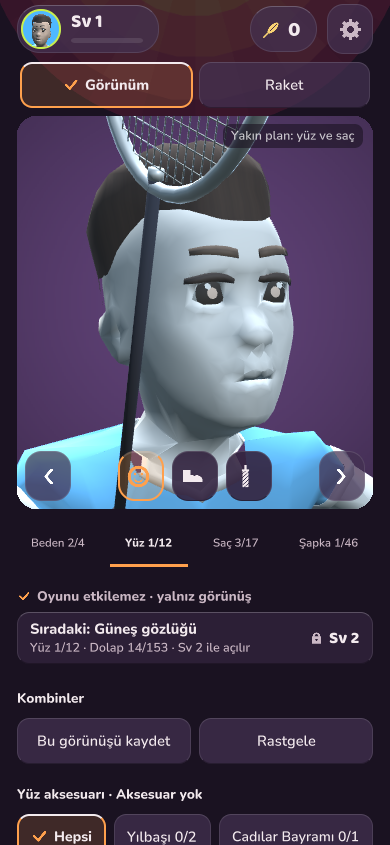 Sv 1
0
Görünüm
Raket
Yakın plan: yüz ve saç
Beden 2/4
Yüz 1/12
Saç 3/17
Şapka 1/46
Oyunu etkilemez · yalnız görünüş
Sıradaki: Güneş gözlüğü
Yüz 1/12 · Dolap 14/153 · Sv 2 ile açılır
Sv 2
Kombinler
Bu görünüşü kaydet
Rastgele
Yüz aksesuarı · Aksesuar yok
Hepsi
Yılbaşı 0/2
Cadılar Bayramı 0/1